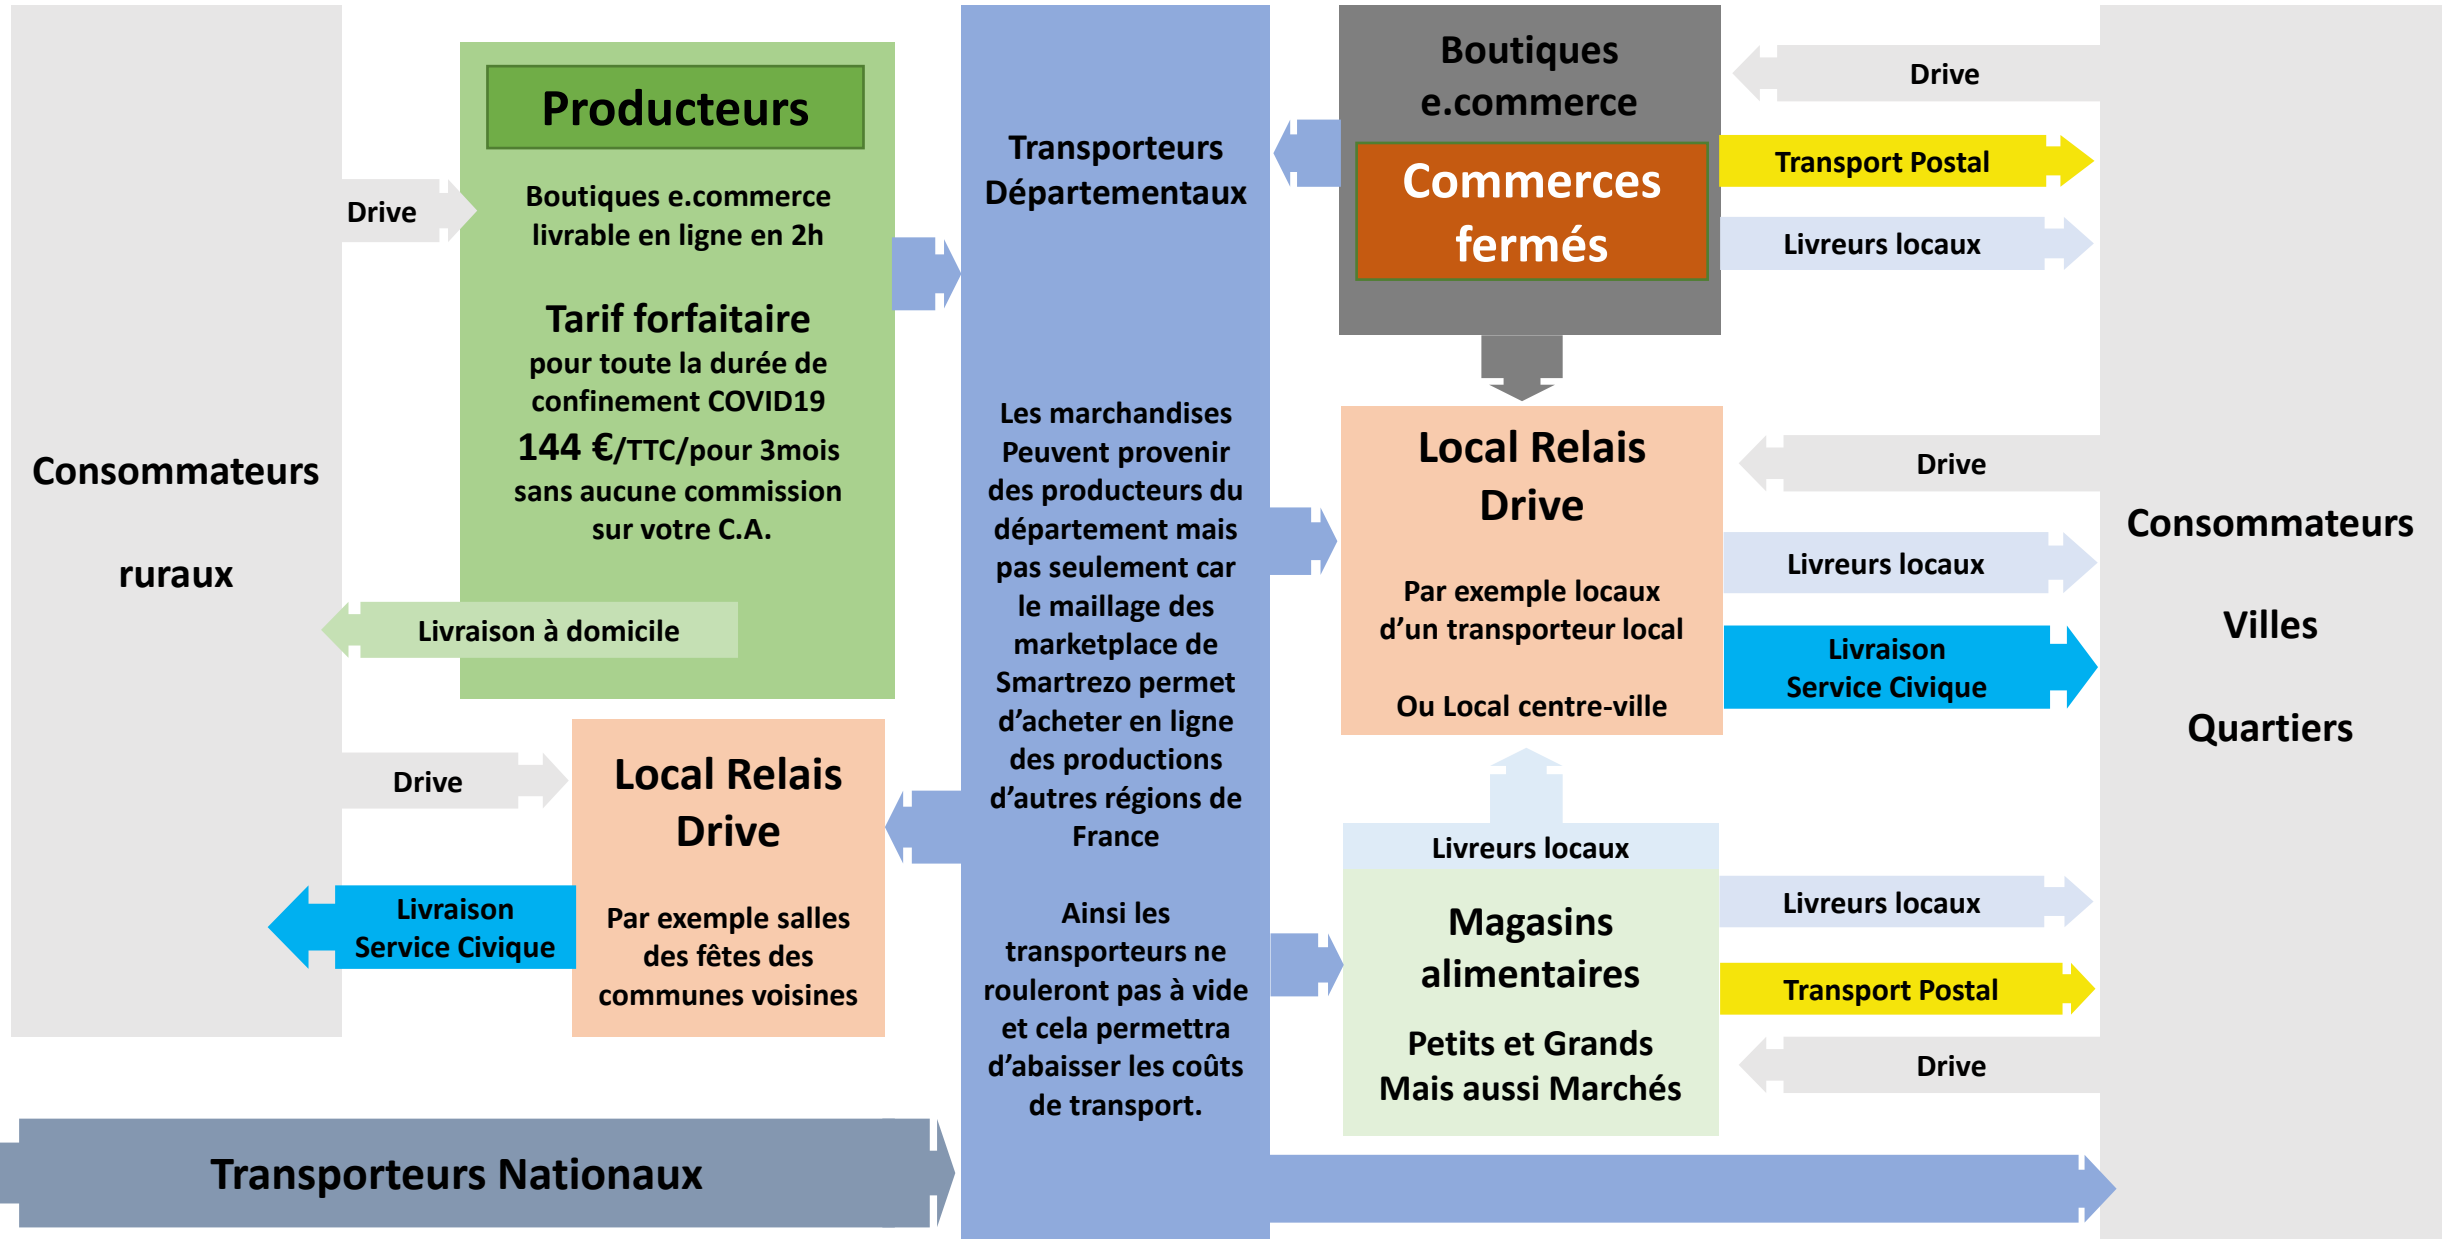 Consommateurs
ruraux
Drive
Producteurs
Boutiques e.commerce
livrable en ligne en 2h
Tarif forfaitaire
pour toute la durée de
confinement COVID19
144 €/TTC/pour 3mois
sans aucune commission
sur votre C.A.
Livraison à domicile
Drive
Local Relais
Drive
Par exemple salles
des fêtes des
communes voisines
Livraison
Service Civique
Transporteurs Nationaux
Transporteurs
Départementaux
Les marchandises
Peuvent provenir
des producteurs du
département mais
pas seulement car
le maillage des
marketplace de
Smartrezo permet
d’acheter en ligne
des productions
d’autres régions de
France
Ainsi les
transporteurs ne
rouleront pas à vide
et cela permettra
d’abaisser les coûts
de transport.
Boutiques
e.commerce
Commerces
fermés
Drive
Transport Postal
Livreurs locaux
Local Relais
Drive
Par exemple locaux
d’un transporteur local
Ou Local centre-ville
Drive
Livreurs locaux
Livraison
Service Civique
Livreurs locaux
Magasins
alimentaires
Petits et Grands
Mais aussi Marchés
Livreurs locaux
Transport Postal
Drive
Consommateurs
Villes
Quartiers